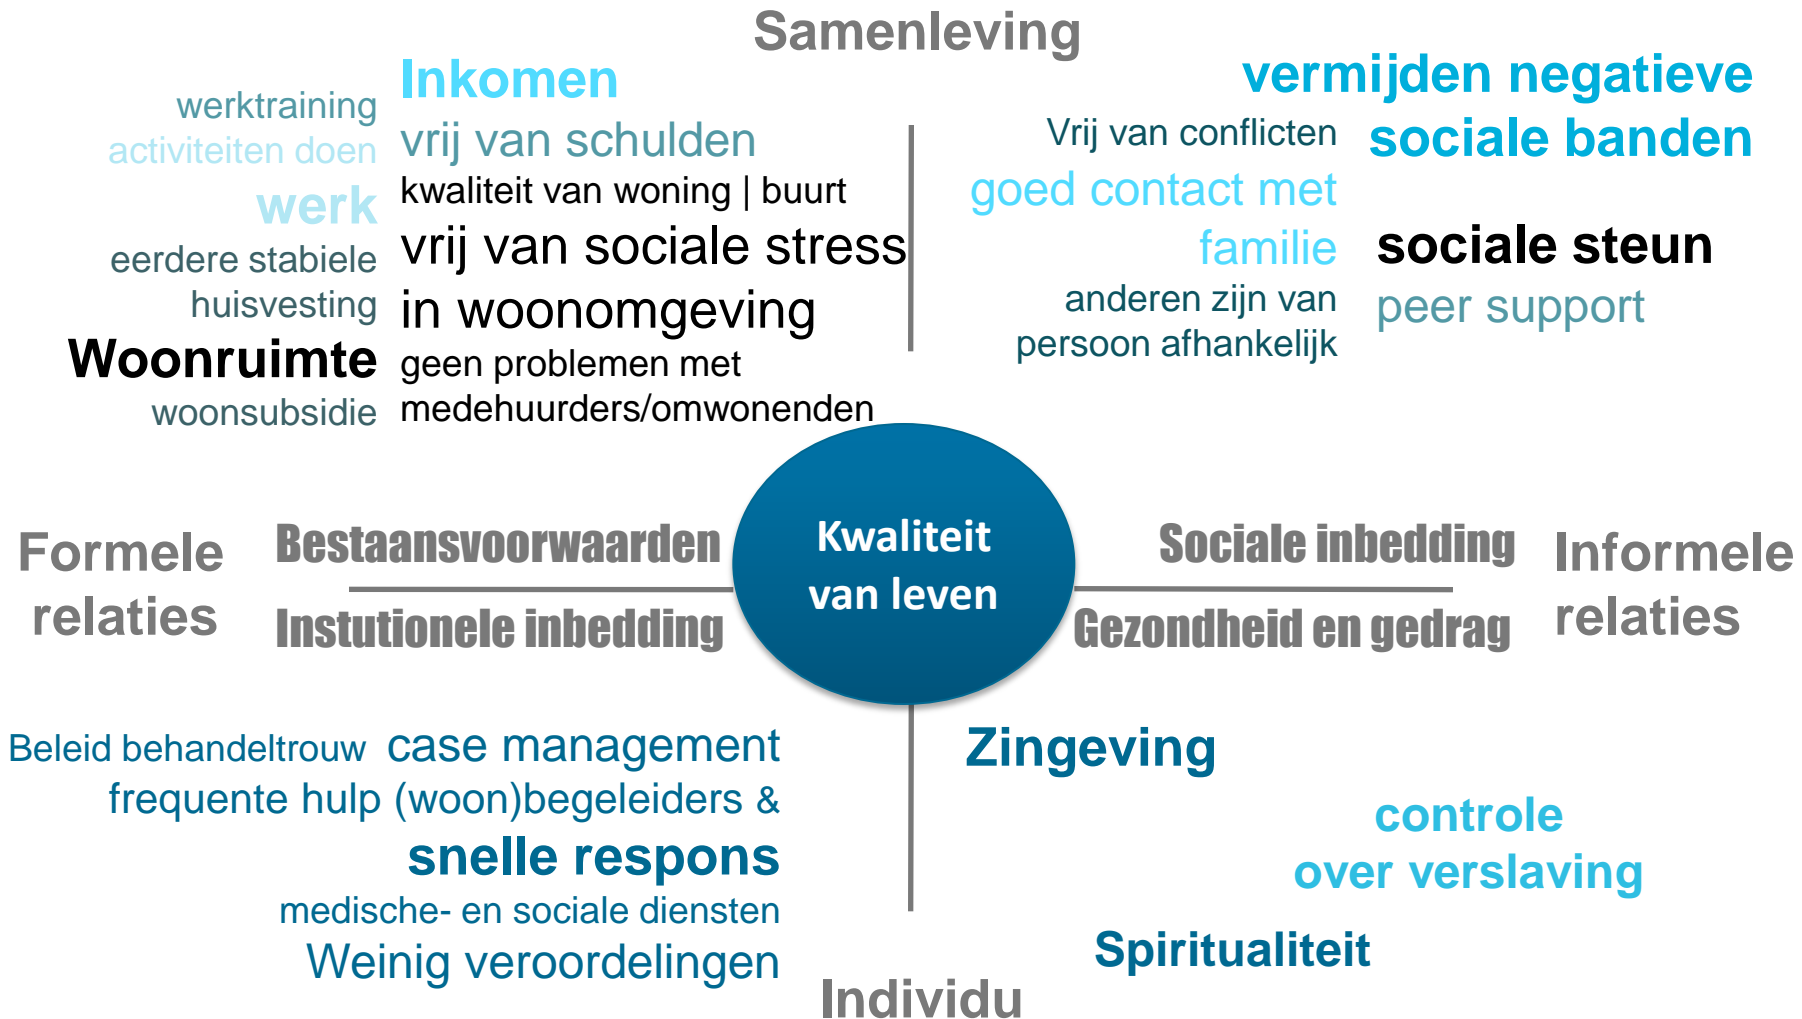 Samenleving
werktraining
activiteiten doen
werk
eerdere stabiele
huisvesting
Woonruimte
woonsubsidie
Inkomen
vrij van schulden
kwaliteit van woning | buurt
vrij van sociale stress
in woonomgeving
geen problemen met
medehuurders/omwonenden
Vrij van conflicten
goed contact met
familie
anderen zijn van
persoon afhankelijk
vermijden negatieve
sociale banden
sociale steun
peer support
Formele
relaties
Bestaansvoorwaarden
Instutionele inbedding
Kwaliteit
van leven
Sociale inbedding
Gezondheid en gedrag
Informele
relaties
Beleid behandeltrouw case management
frequente hulp (woon)begeleiders &
snelle respons
medische- en sociale diensten
Weinig veroordelingen
Zingeving
controle
over verslaving
Spiritualiteit
Individu